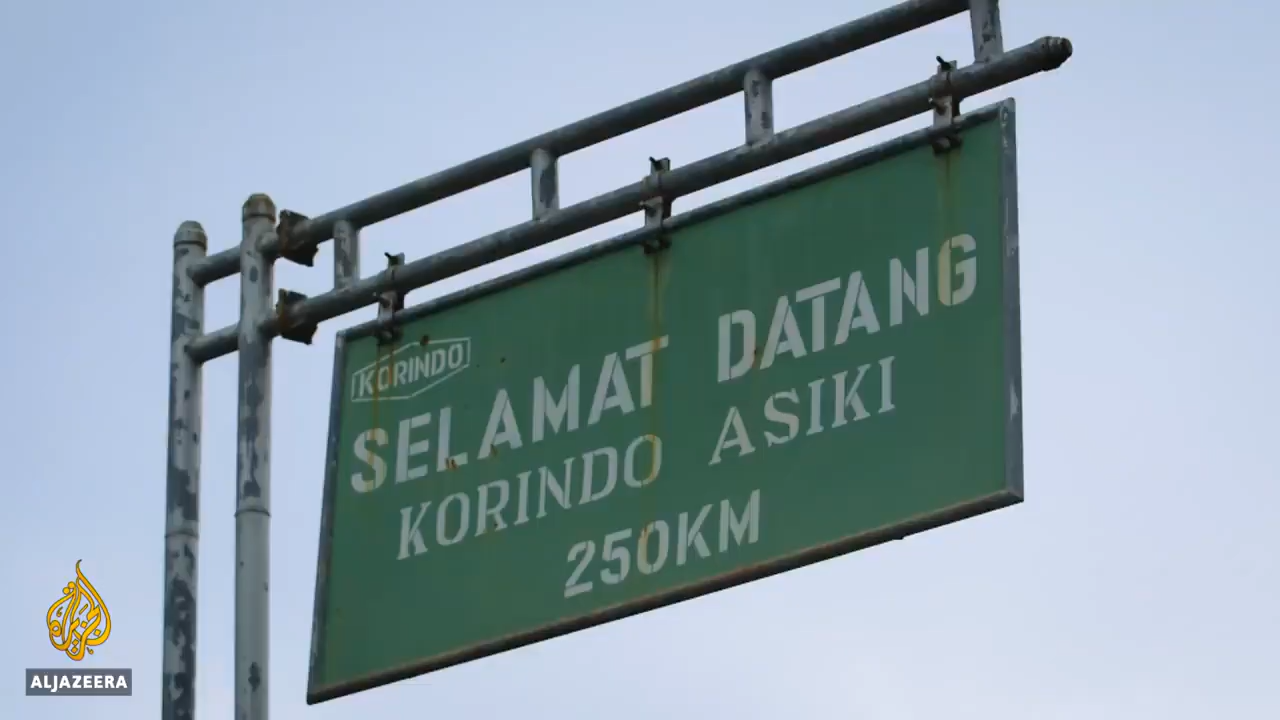 KORINDO
SELAMAT DATANG
KORINDO ASIKI
250KM
ALJAZEERA